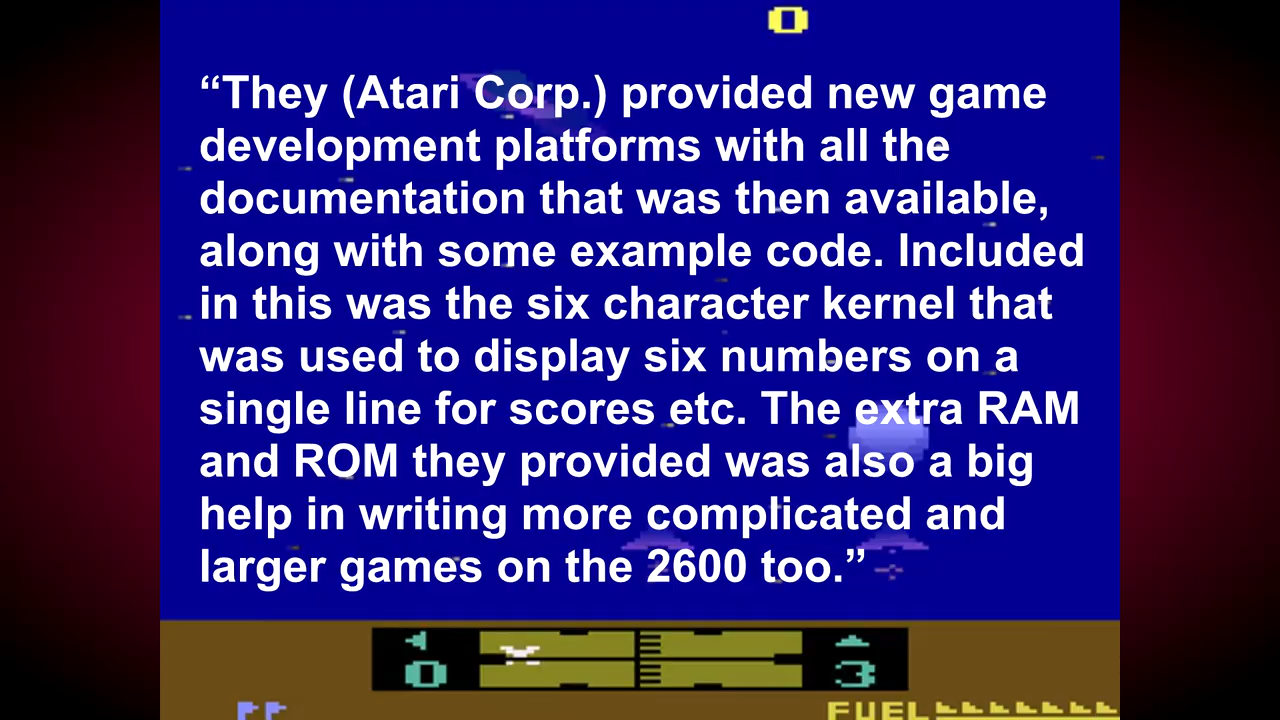 0
“They (Atari Corp.) provided new game
development platforms with all the
documentation that was then available,
along with some example code. Included
in this was the six character kernel that
was used to display six numbers on a
single line for scores etc. The extra RAM
and ROM they provided was also a big
help in writing more complicated and
larger games on the 2600 too.”
0 3
FUEL